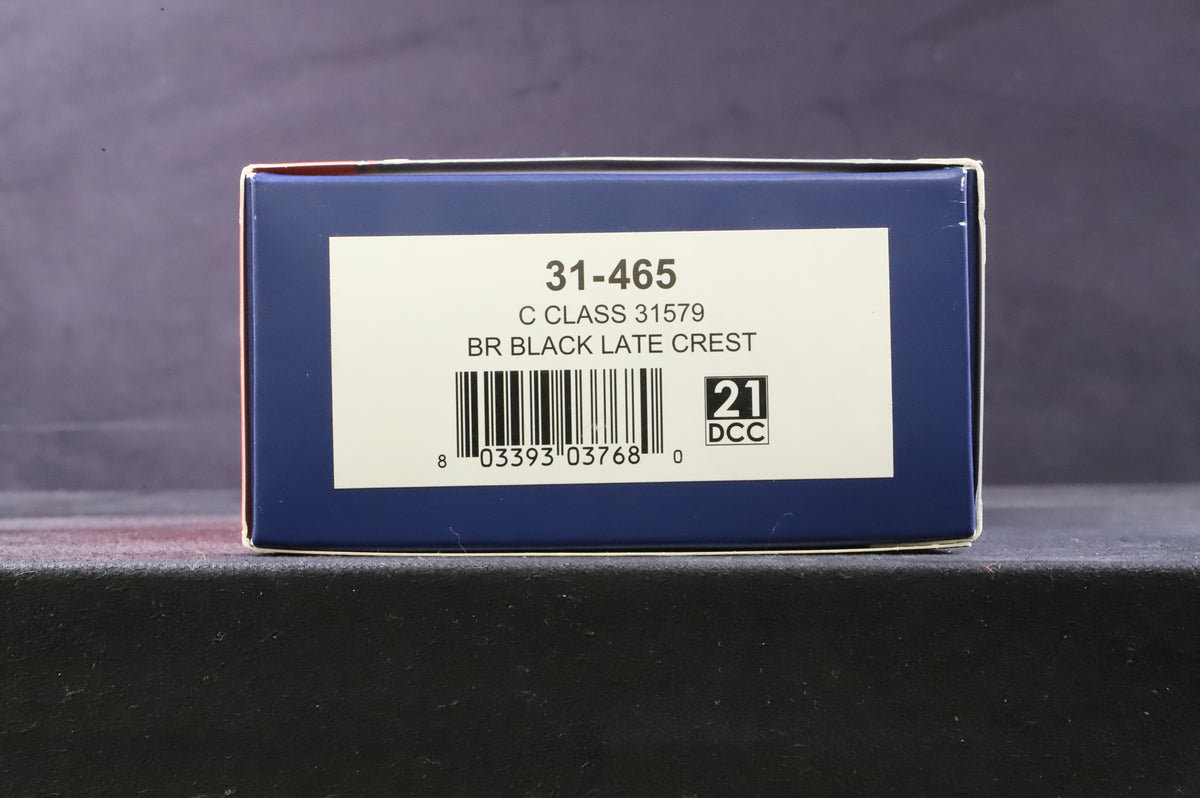 31-465
C CLASS 31579
BR BLACK LATE CREST
21
DCC
8 03393 03768 0